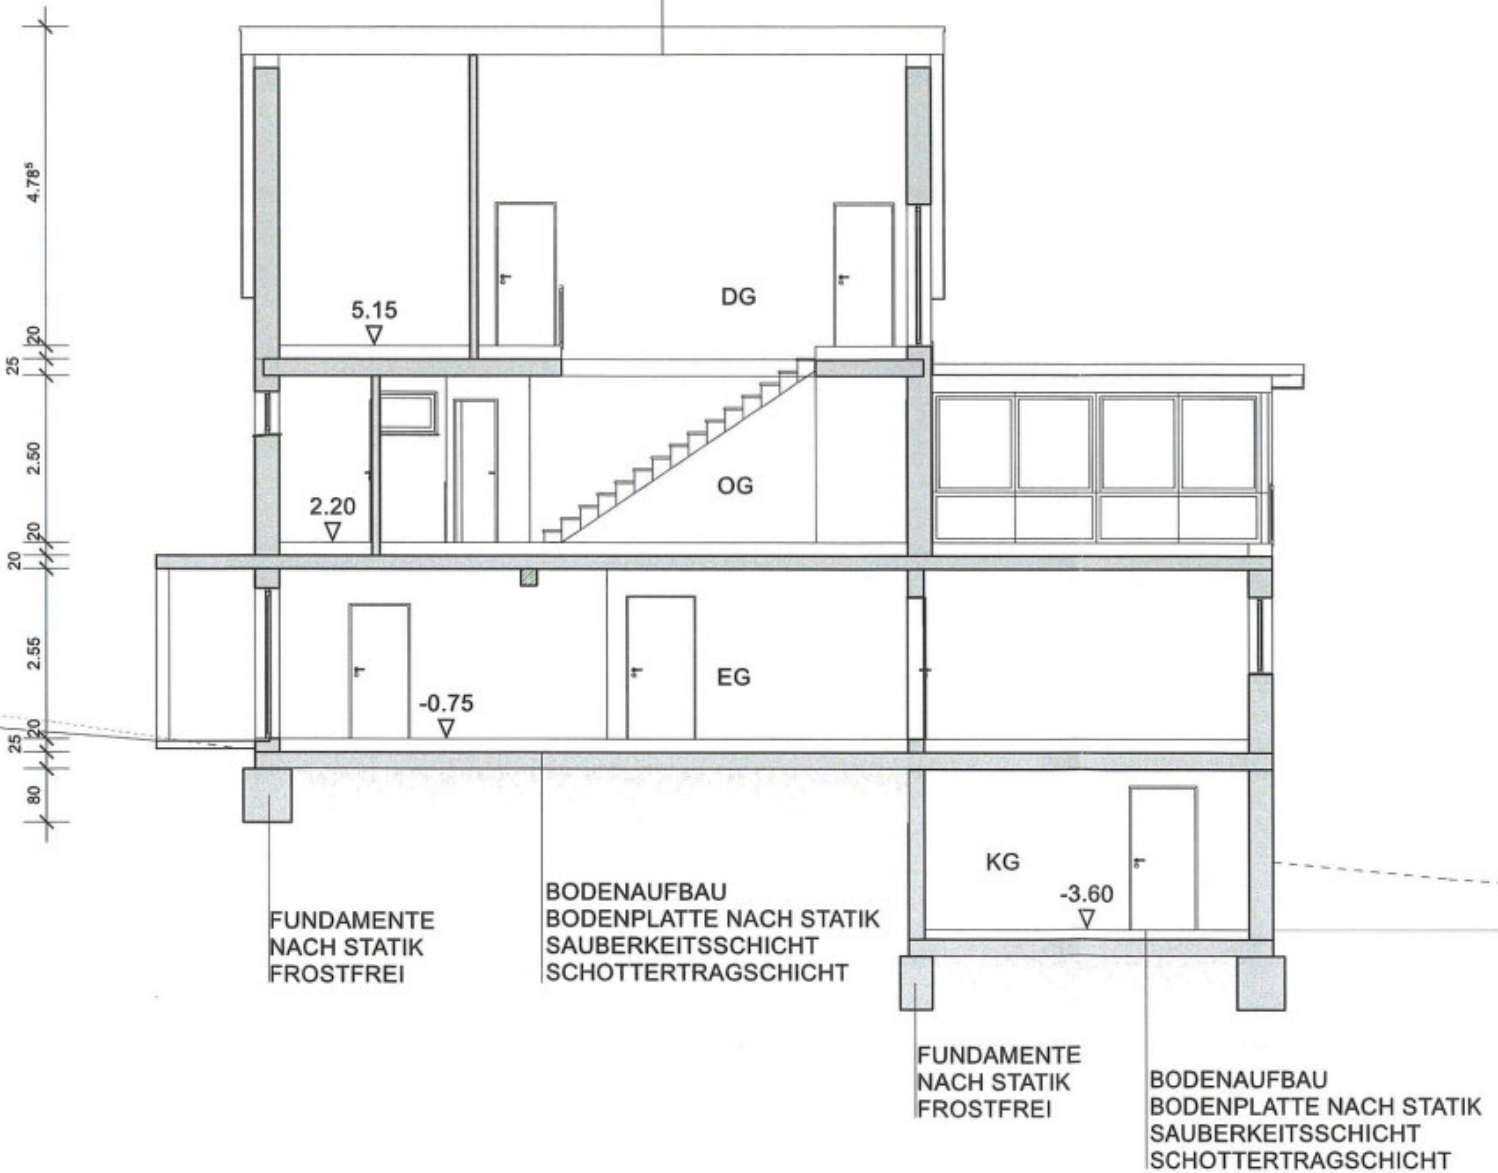 4.78⁵
20
25
2.50
20
20
2.55
20
25
80
5.15
DG
2.20
OG
-0.75
EG
KG
-3.60
FUNDAMENTE
NACH STATIK
FROSTFREI
BODENAUFBAU
BODENPLATTE NACH STATIK
SAUBERKEITSSCHICHT
SCHOTTERTRAGSCHICHT
FUNDAMENTE
NACH STATIK
FROSTFREI
BODENAUFBAU
BODENPLATTE NACH STATIK
SAUBERKEITSSCHICHT
SCHOTTERTRAGSCHICHT